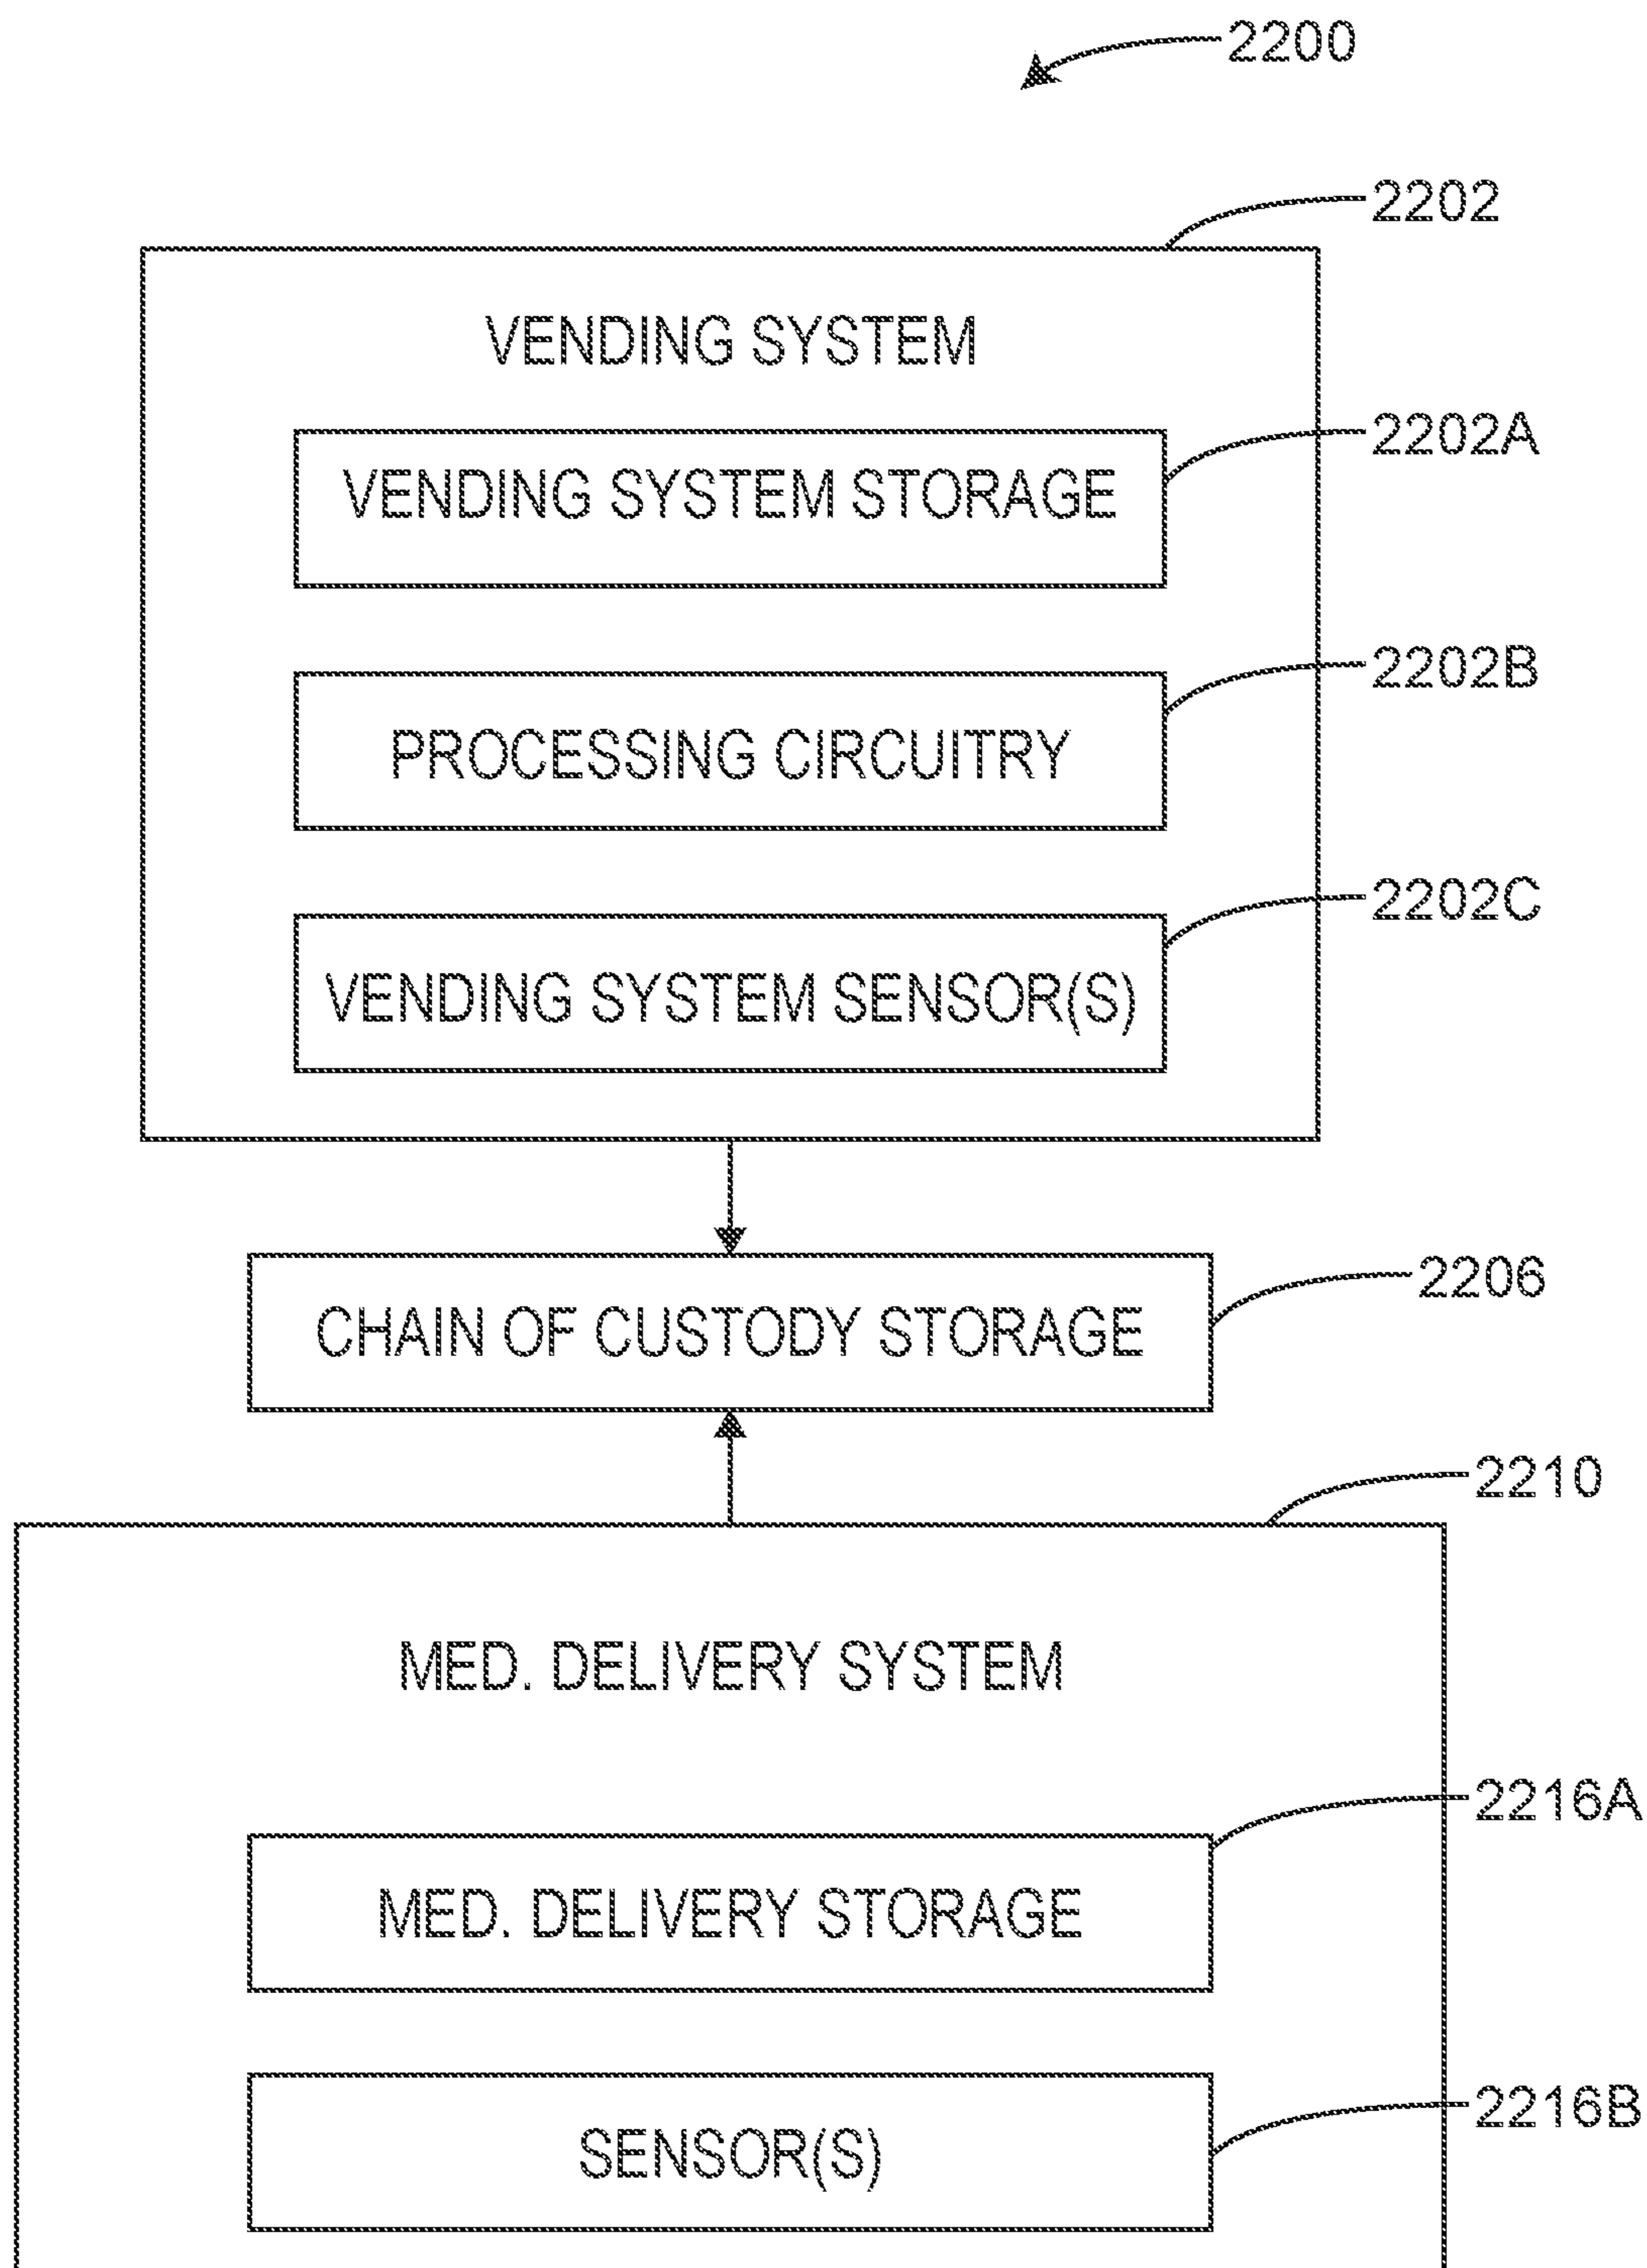 2200
2202
VENDING SYSTEM
2202A
VENDING SYSTEM STORAGE
2202B
PROCESSING CIRCUITRY
2202C
VENDING SYSTEM SENSOR(S)
2206
CHAIN OF CUSTODY STORAGE
2210
MED. DELIVERY SYSTEM
2216A
MED. DELIVERY STORAGE
2216B
SENSOR(S)